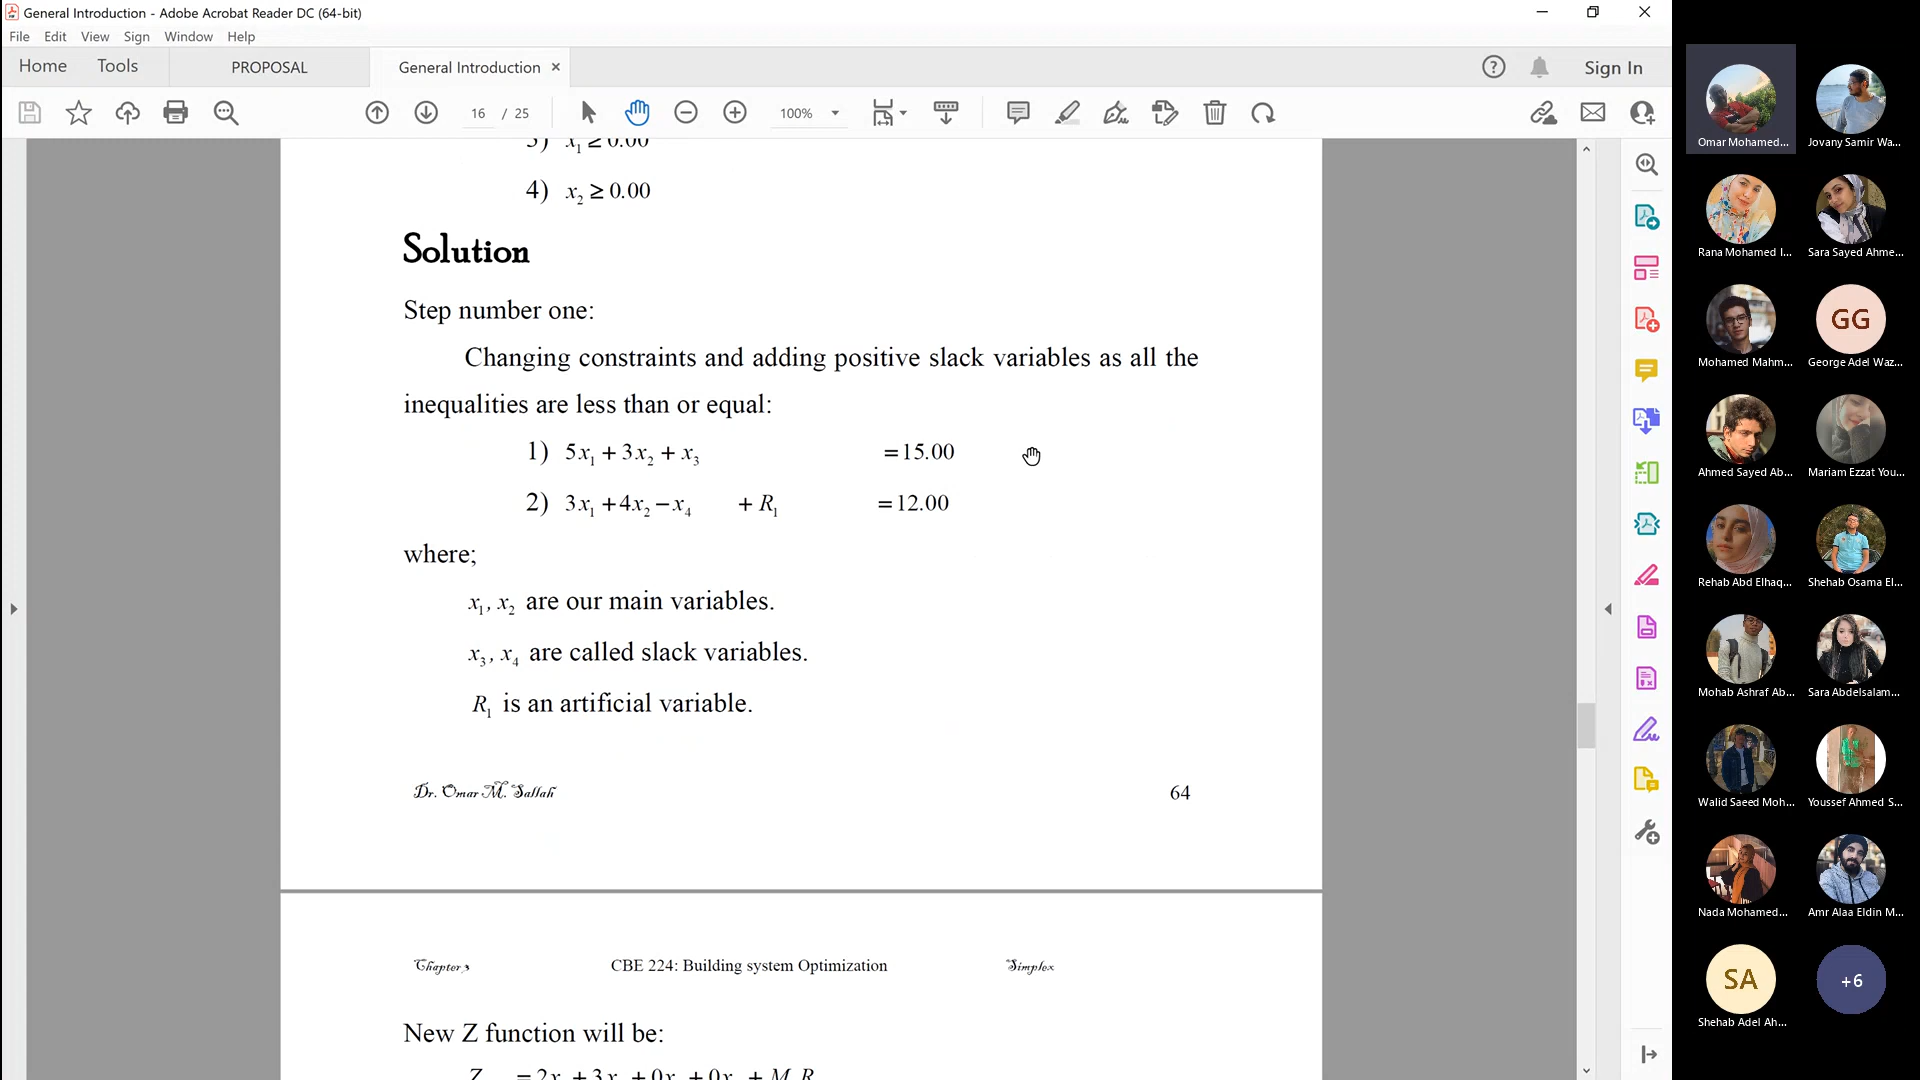 General Introduction - Adobe Acrobat Reader DC (64-bit)
File Edit View Sign Window Help
Home Tools PROPOSAL General Introduction × Sign In
16 / 25 100%
x₁ ≥ 0.00
4) x₂ ≥ 0.00
Solution
Step number one:
Changing constraints and adding positive slack variables as all the
inequalities are less than or equal:
1) 5x₁ + 3x₂ + x₃ = 15.00
2) 3x₁ + 4x₂ − x₄ + R₁ = 12.00
where;
x₁, x₂ are our main variables.
x₃, x₄ are called slack variables.
R₁ is an artificial variable.
Dr. Omar M. Sallah 64
Chapter 3 CBE 224: Building system Optimization Simplex
New Z function will be:
Omar Mohamed... Jovany Samir Wa...
Rana Mohamed I... Sara Sayed Ahme...
GG
Mohamed Mahm... George Adel Waz...
Ahmed Sayed Ab... Mariam Ezzat You...
Rehab Abd Elhaq... Shehab Osama El...
Mohab Ashraf Ab... Sara Abdelsalam...
Walid Saeed Moh... Youssef Ahmed S...
Nada Mohamed... Amr Alaa Eldin M...
SA +6
Shehab Adel Ah...